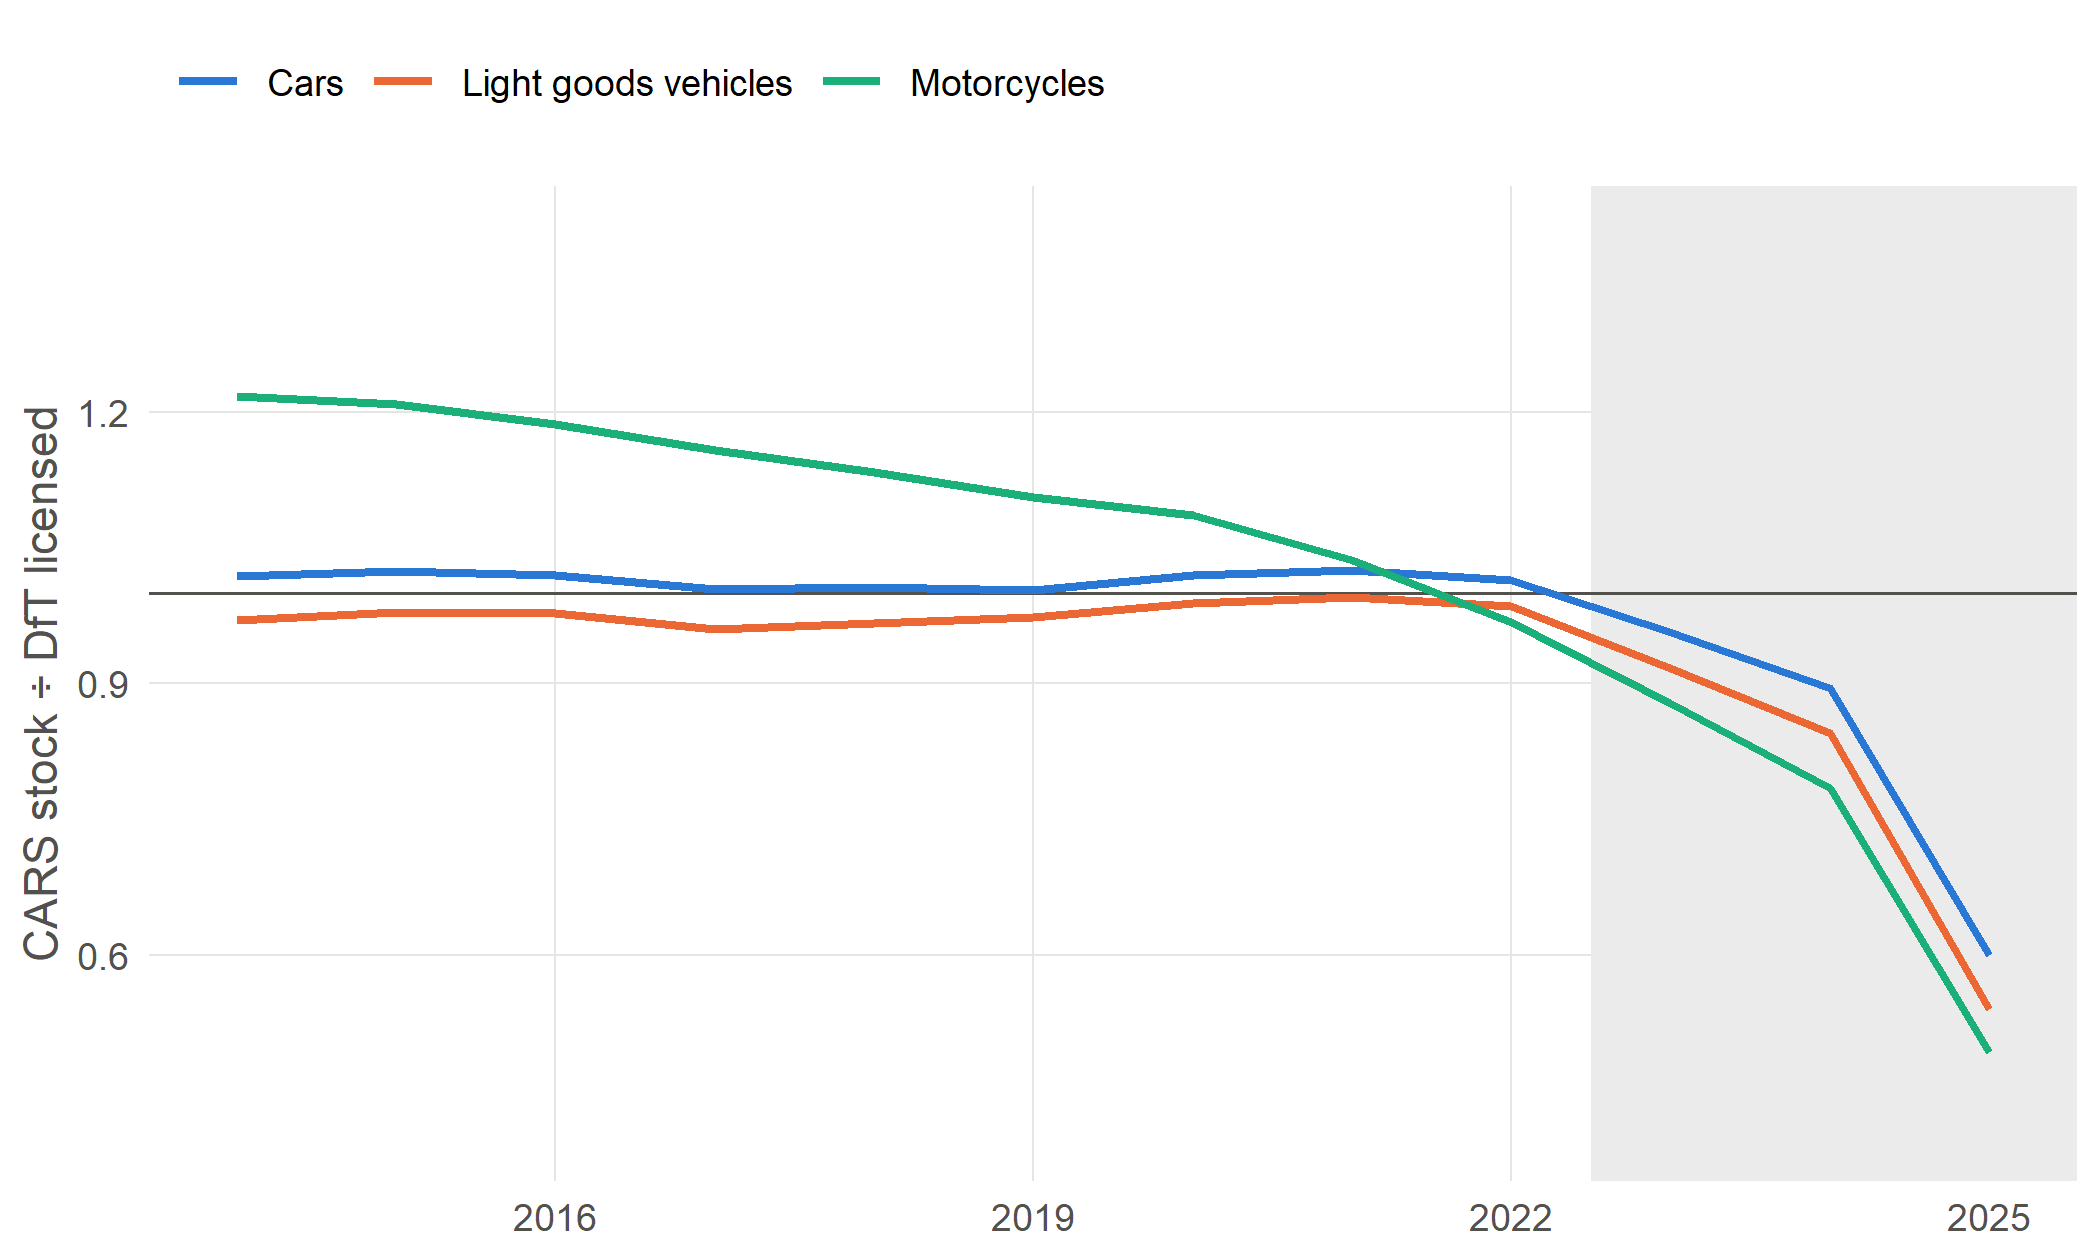 Cars Light goods vehicles Motorcycles
CARS stock ÷ DfT licensed
1.2
0.9
0.6
2016 2019 2022 2025